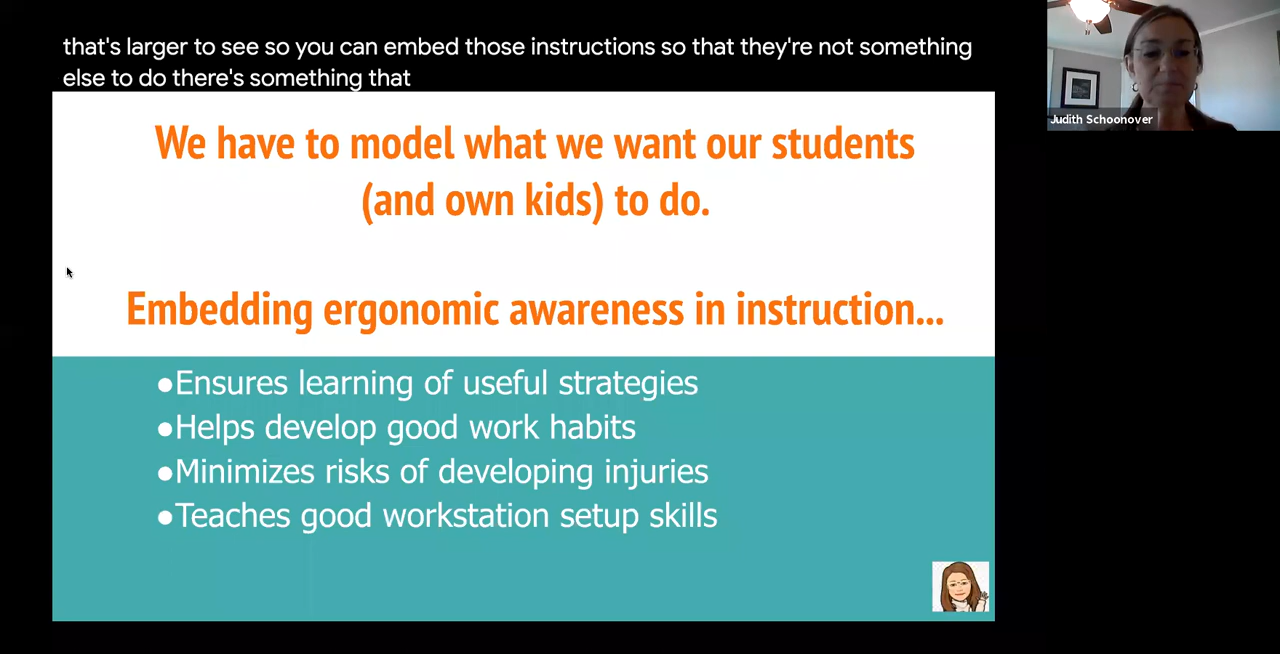 that's larger to see so you can embed those instructions so that they're not something
else to do there's something that
Judith Schoonover
We have to model what we want our students
(and own kids) to do.
Embedding ergonomic awareness in instruction...
●Ensures learning of useful strategies
●Helps develop good work habits
●Minimizes risks of developing injuries
●Teaches good workstation setup skills